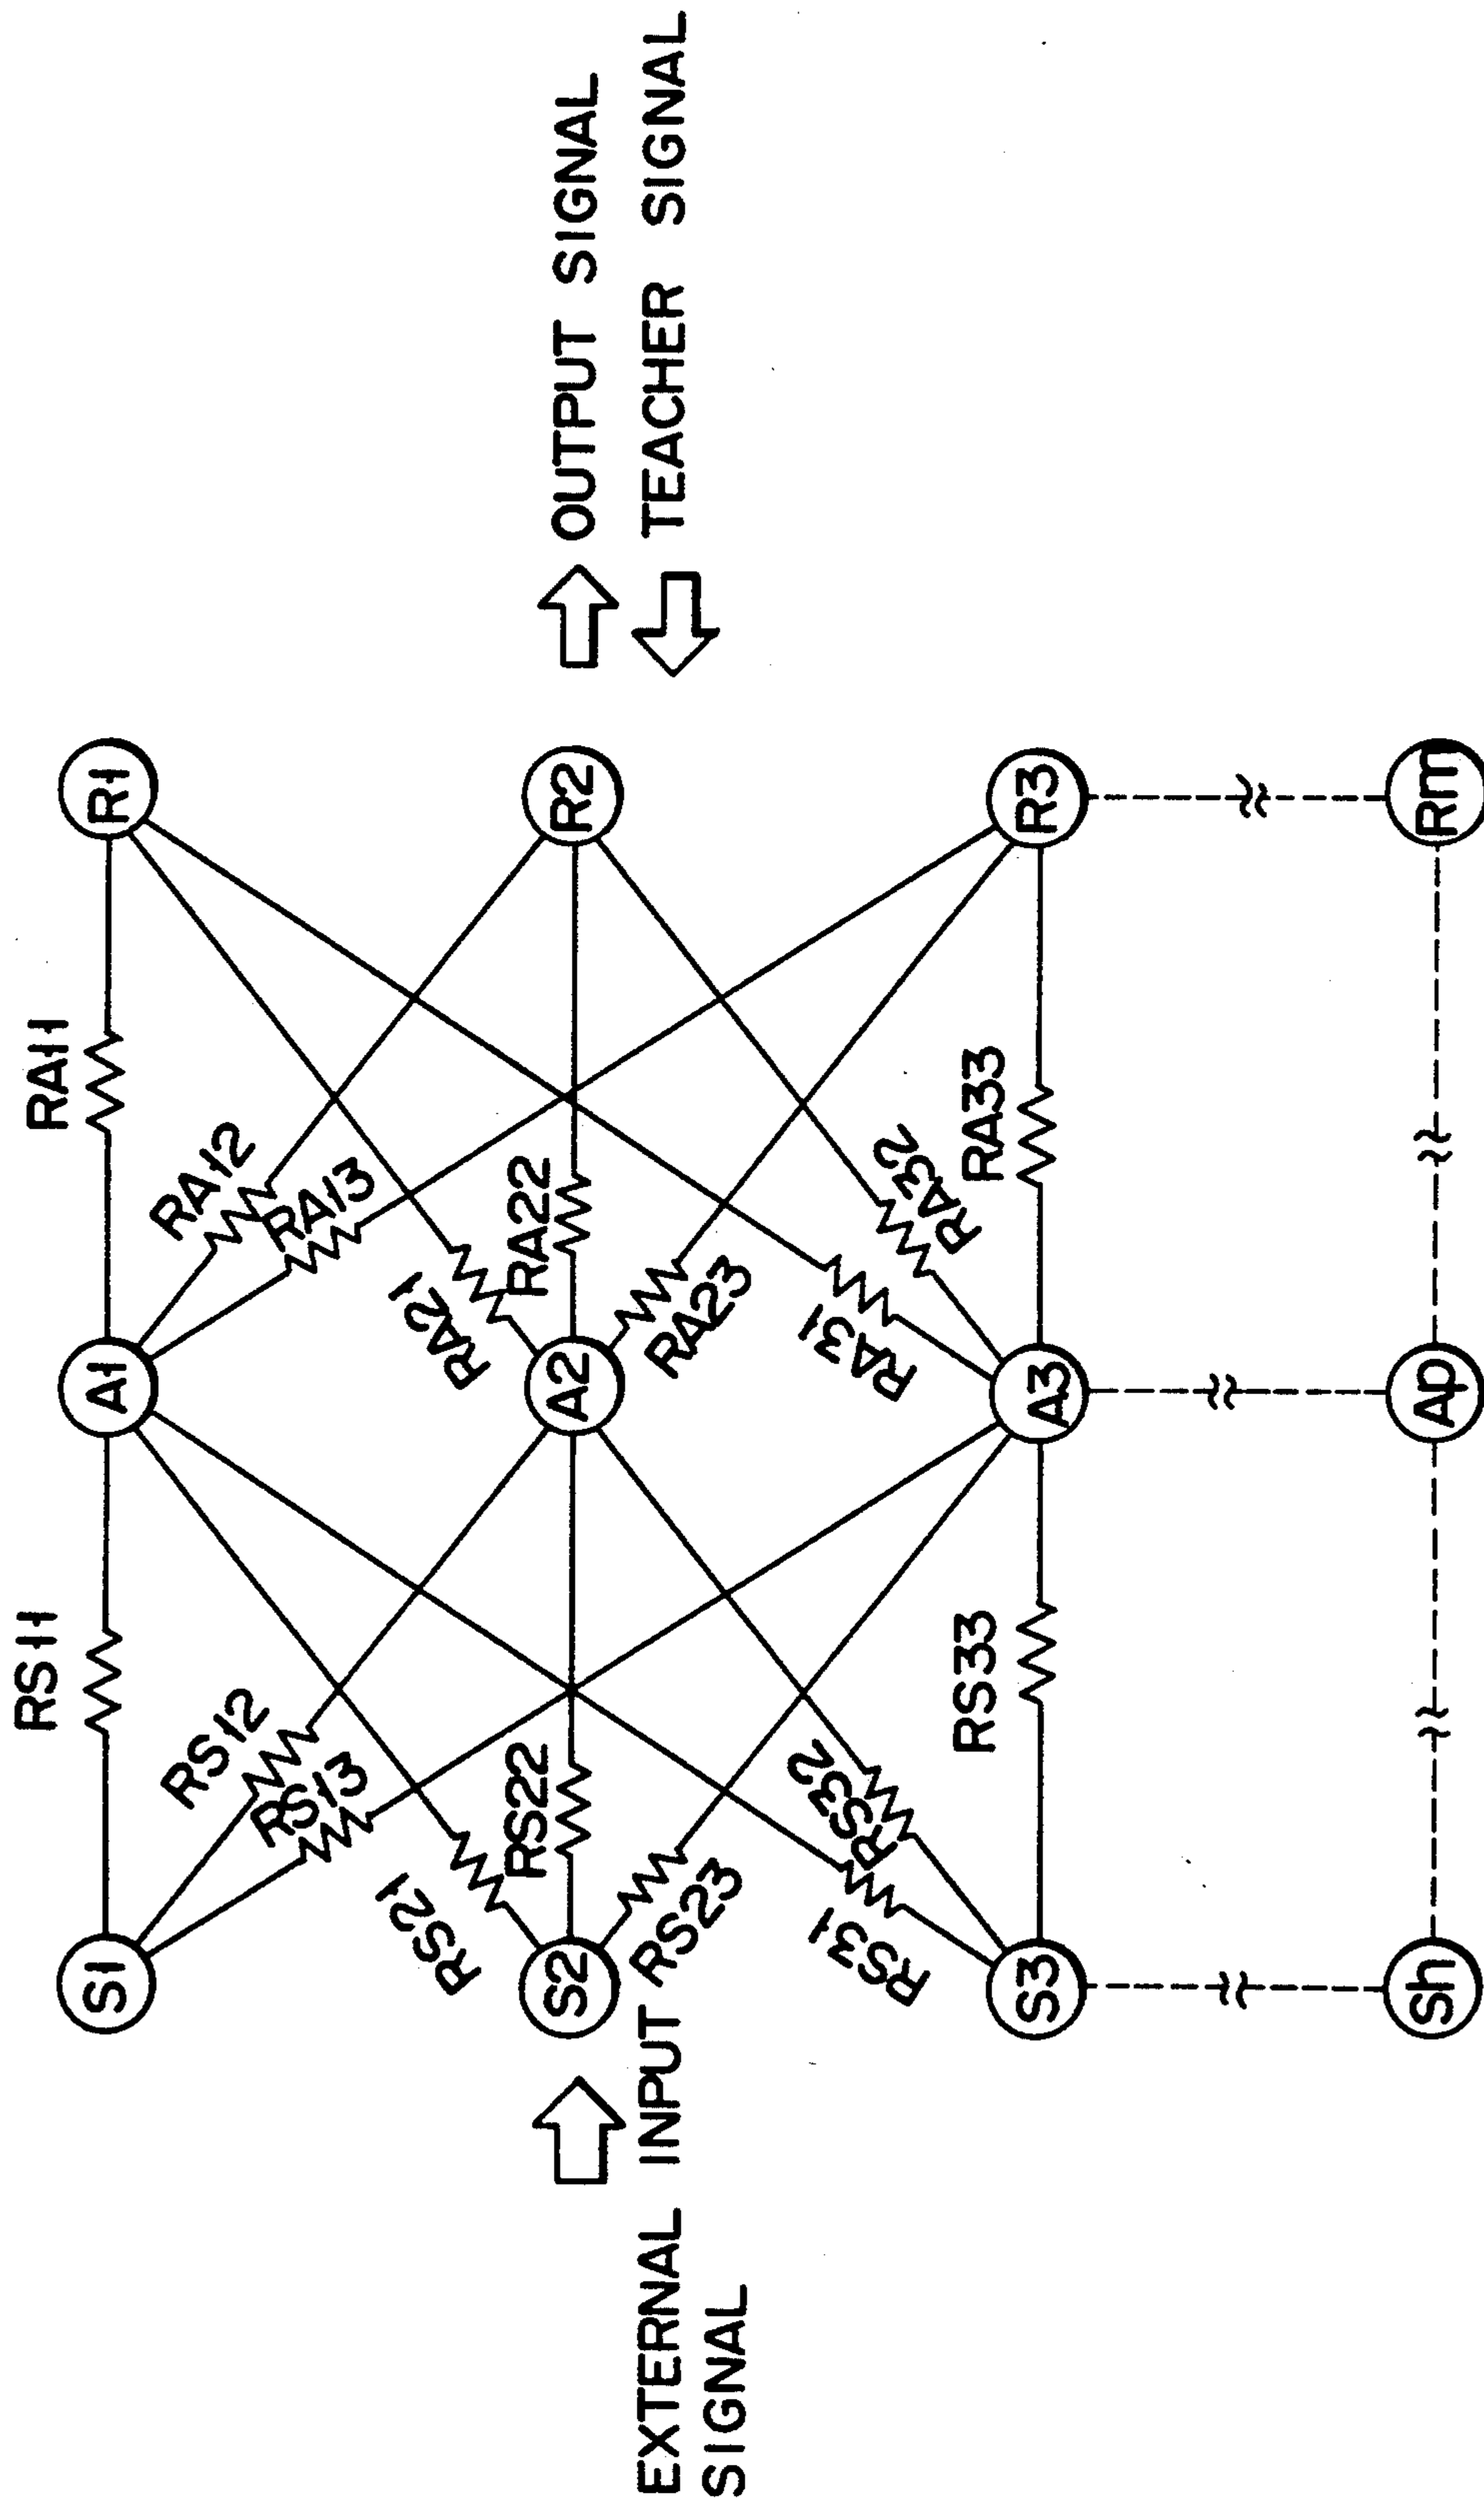 RS11
RA11
S1
A1
R1
RS12
RS13
RA12
RA13
RS21
RA21
EXTERNAL INPUT
SIGNAL
S2
RS22
A2
RA22
R2
OUTPUT SIGNAL
TEACHER SIGNAL
RS23
RA23
RS31
RS32
RA31
RA32
S3
RS33
A3
RA33
R3
Sh
Ap
Rm